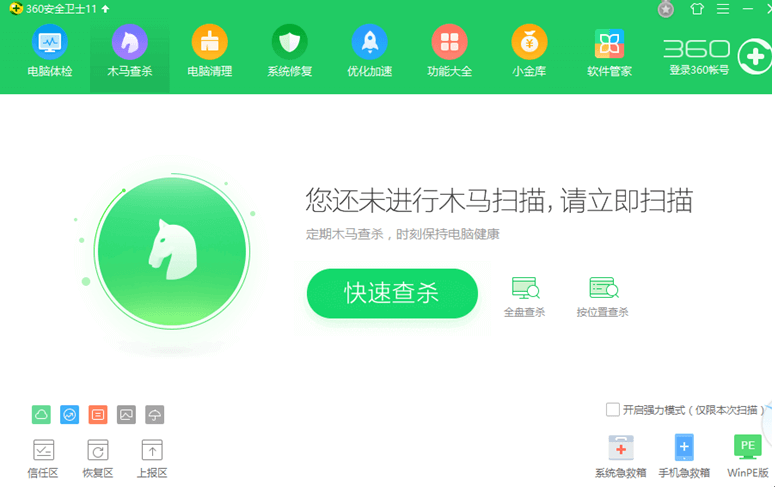 360安全卫士11
电脑体检
木马查杀
电脑清理
系统修复
优化加速
功能大全
小金库
软件管家
360
登录360帐号
您还未进行木马扫描, 请立即扫描
定期木马查杀，时刻保持电脑健康
快速查杀
全盘查杀
按位置查杀
开启强力模式（仅限本次扫描）
信任区
恢复区
上报区
系统急救箱
手机急救箱
PE
WinPE版